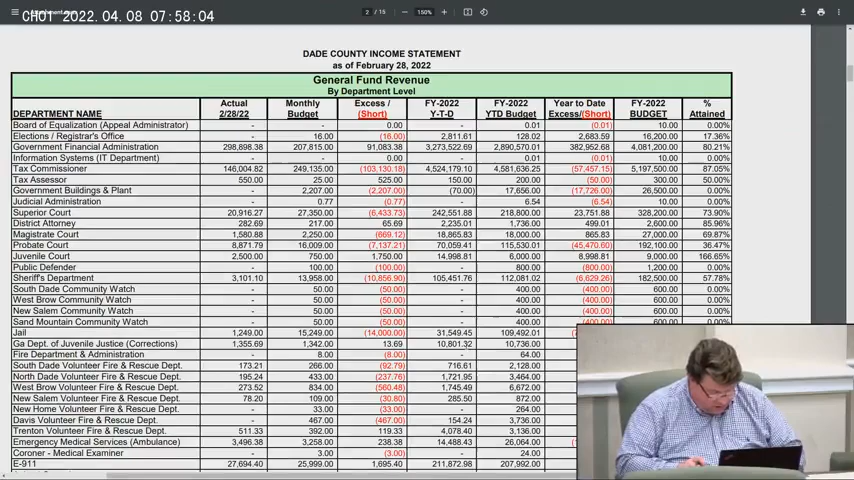 CH01 2022.04.08 07:58:04
2 / 15 150%
DADE COUNTY INCOME STATEMENT
as of February 28, 2022
General Fund Revenue
By Department Level
DEPARTMENT NAME Actual 2/28/22 Monthly Budget Excess / (Short) FY-2022 Y-T-D FY-2022 YTD Budget Year to Date Excess/(Short) FY-2022 BUDGET % Attained
Board of Equalization (Appeal Administrator) - 0.00 - 0.01 (0.01) 10.00 0.00%
Elections / Registrar's Office - 16.00 (16.00) 2,811.61 128.02 2,683.59 16,200.00 17.36%
Government Financial Administration 298,898.38 207,815.00 91,083.38 3,273,522.69 2,890,570.01 382,952.68 4,081,200.00 80.21%
Information Systems (IT Department) - 0.00 - 0.01 (0.01) 10.00 0.00%
Tax Commissioner 146,004.82 249,135.00 (103,130.18) 4,524,179.10 4,581,636.25 (57,457.15) 5,197,500.00 87.05%
Tax Assessor 550.00 25.00 525.00 150.00 200.00 (50.00) 300.00 50.00%
Government Buildings & Plant - 2,207.00 (2,207.00) (70.00) 17,656.00 (17,726.00) 26,500.00 0.00%
Judicial Administration - 0.77 (0.77) - 6.54 (6.54) 10.00 0.00%
Superior Court 20,916.27 27,350.00 (6,433.73) 242,551.88 218,800.00 23,751.88 328,200.00 73.90%
District Attorney 282.69 217.00 65.69 2,235.01 1,736.00 499.01 2,600.00 85.96%
Magistrate Court 1,580.88 2,250.00 (669.12) 18,865.83 18,000.00 865.83 27,000.00 69.87%
Probate Court 8,871.79 16,009.00 (7,137.21) 70,059.41 115,530.01 (45,470.60) 192,100.00 36.47%
Juvenile Court 2,500.00 750.00 1,750.00 14,998.81 6,000.00 8,998.81 9,000.00 166.65%
Public Defender - 100.00 (100.00) - 800.00 (800.00) 1,200.00 0.00%
Sheriff's Department 3,101.10 13,958.00 (10,856.90) 105,451.76 112,081.02 (6,629.26) 182,500.00 57.78%
South Dade Community Watch - 50.00 (50.00) - 400.00 (400.00) 600.00 0.00%
West Brow Community Watch - 50.00 (50.00) - 400.00 (400.00) 600.00 0.00%
New Salem Community Watch - 50.00 (50.00) - 400.00 (400.00) 600.00 0.00%
Sand Mountain Community Watch - 50.00 (50.00) - 400.00 (400.00) 600.00 0.00%
Jail 1,249.00 15,249.00 (14,000.00) 31,549.45 109,492.01
Ga Dept. of Juvenile Justice (Corrections) 1,355.69 1,342.00 13.69 10,801.32 10,736.00
Fire Department & Administration - 8.00 (8.00) - 64.00
South Dade Volunteer Fire & Rescue Dept. 173.21 266.00 (92.79) 716.61 2,128.00
North Dade Volunteer Fire & Rescue Dept. 195.24 433.00 (237.76) 1,721.95 3,464.00
West Brow Volunteer Fire & Rescue Dept. 273.52 834.00 (560.48) 1,745.49 6,672.00
New Salem Volunteer Fire & Rescue Dept. 78.20 109.00 (30.80) 285.50 872.00
New Home Volunteer Fire & Rescue Dept. - 33.00 (33.00) - 264.00
Davis Volunteer Fire & Rescue Dept. - 467.00 (467.00) 154.24 3,736.00
Trenton Volunteer Fire & Rescue Dept. 511.33 392.00 119.33 4,078.40 3,136.00
Emergency Medical Services (Ambulance) 3,496.38 3,258.00 238.38 14,488.43 26,064.00
Coroner - Medical Examiner - 3.00 (3.00) - 24.00
E-911 27,694.40 25,999.00 1,695.40 211,872.98 207,992.00